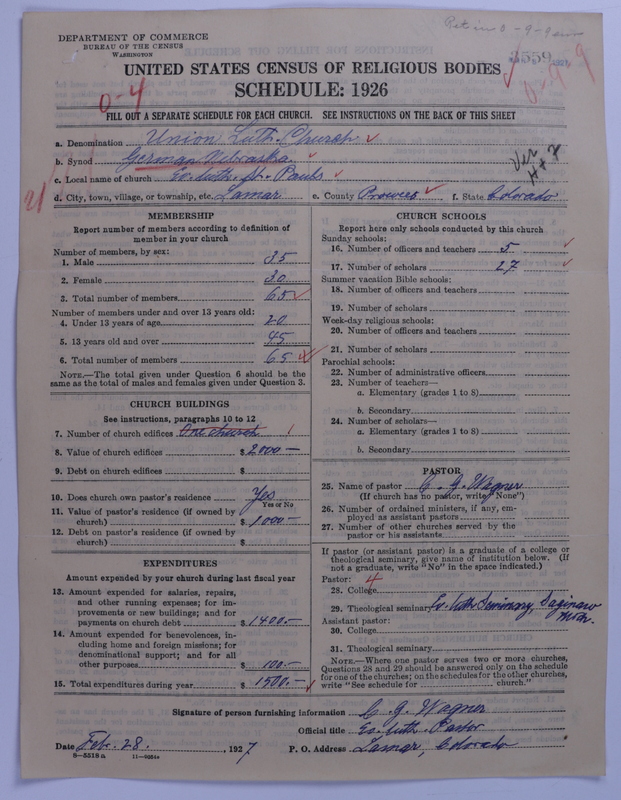 DEPARTMENT OF COMMERCE
BUREAU OF THE CENSUS
WASHINGTON
3559
UNITED STATES CENSUS OF RELIGIOUS BODIES
SCHEDULE: 1926
0-4
FILL OUT A SEPARATE SCHEDULE FOR EACH CHURCH. SEE INSTRUCTIONS ON THE BACK OF THIS SHEET
a. Denomination Union Luth. Church
b. Synod German Nebraska
c. Local name of church Ev. Luth. St. Pauls
d. City, town, village, or township, etc. Lamar e. County Prowers f. State Colorado
MEMBERSHIP
Report number of members according to definition of
member in your church
Number of members, by sex:
1. Male 35
2. Female 30
3. Total number of members 65
Number of members under and over 13 years old:
4. Under 13 years of age 20
5. 13 years old and over 45
6. Total number of members 65
NOTE.—The total given under Question 6 should be
same as the total of males and females given under Question 3.
CHURCH BUILDINGS
See instructions, paragraphs 10 to 12
7. Number of church edifices One church 1
8. Value of church edifices $ 2000—
9. Debt on church edifices $
10. Does church own pastor's residence Yes
Yes or No
11. Value of pastor's residence (if owned by
church) $ 1000—
12. Debt on pastor's residence (if owned by
church) $
EXPENDITURES
Amount expended by your church during last fiscal year
13. Amount expended for salaries, repairs,
and other running expenses; for im-
provements or new buildings; and for
payments on church debt $ 1400—
14. Amount expended for benevolences, in-
cluding home and foreign missions; for
denominational support; and for all
other purposes $ 100—
15. Total expenditures during year $ 1500—
CHURCH SCHOOLS
Report here only schools conducted by this church
Sunday schools:
16. Number of officers and teachers 5
17. Number of scholars 27
Summer vacation Bible schools:
18. Number of officers and teachers
19. Number of scholars
Week-day religious schools:
20. Number of officers and teachers
21. Number of scholars
Parochial schools:
22. Number of administrative officers
23. Number of teachers—
a. Elementary (grades 1 to 8)
b. Secondary
24. Number of scholars—
a. Elementary (grades 1 to 8)
b. Secondary
PASTOR
25. Name of pastor C. G. Wagner
(If church has no pastor, write "None")
26. Number of ordained ministers, if any, em-
ployed as assistant pastors
27. Number of other churches served by the
pastor or his assistants
If pastor (or assistant pastor) is a graduate of a college or
theological seminary, give name of institution below. (If
not a graduate, write "No" in the space indicated.)
Pastor: 4
28. College
29. Theological seminary Ev. Luth Seminary Saginaw
Mich.
Assistant pastor:
30. College
31. Theological seminary
NOTE.—Where one pastor serves two or more churches,
Questions 28 and 29 should be answered only on the schedule
for one of the churches; on the schedules for the other churches,
write "See schedule for church."
Signature of person furnishing information C. G. Wagner
Official title Ev. Luth. Pastor
Date Feb. 28. , 1927 P. O. Address Lamar, Colorado
8—5518 a 11—9054a